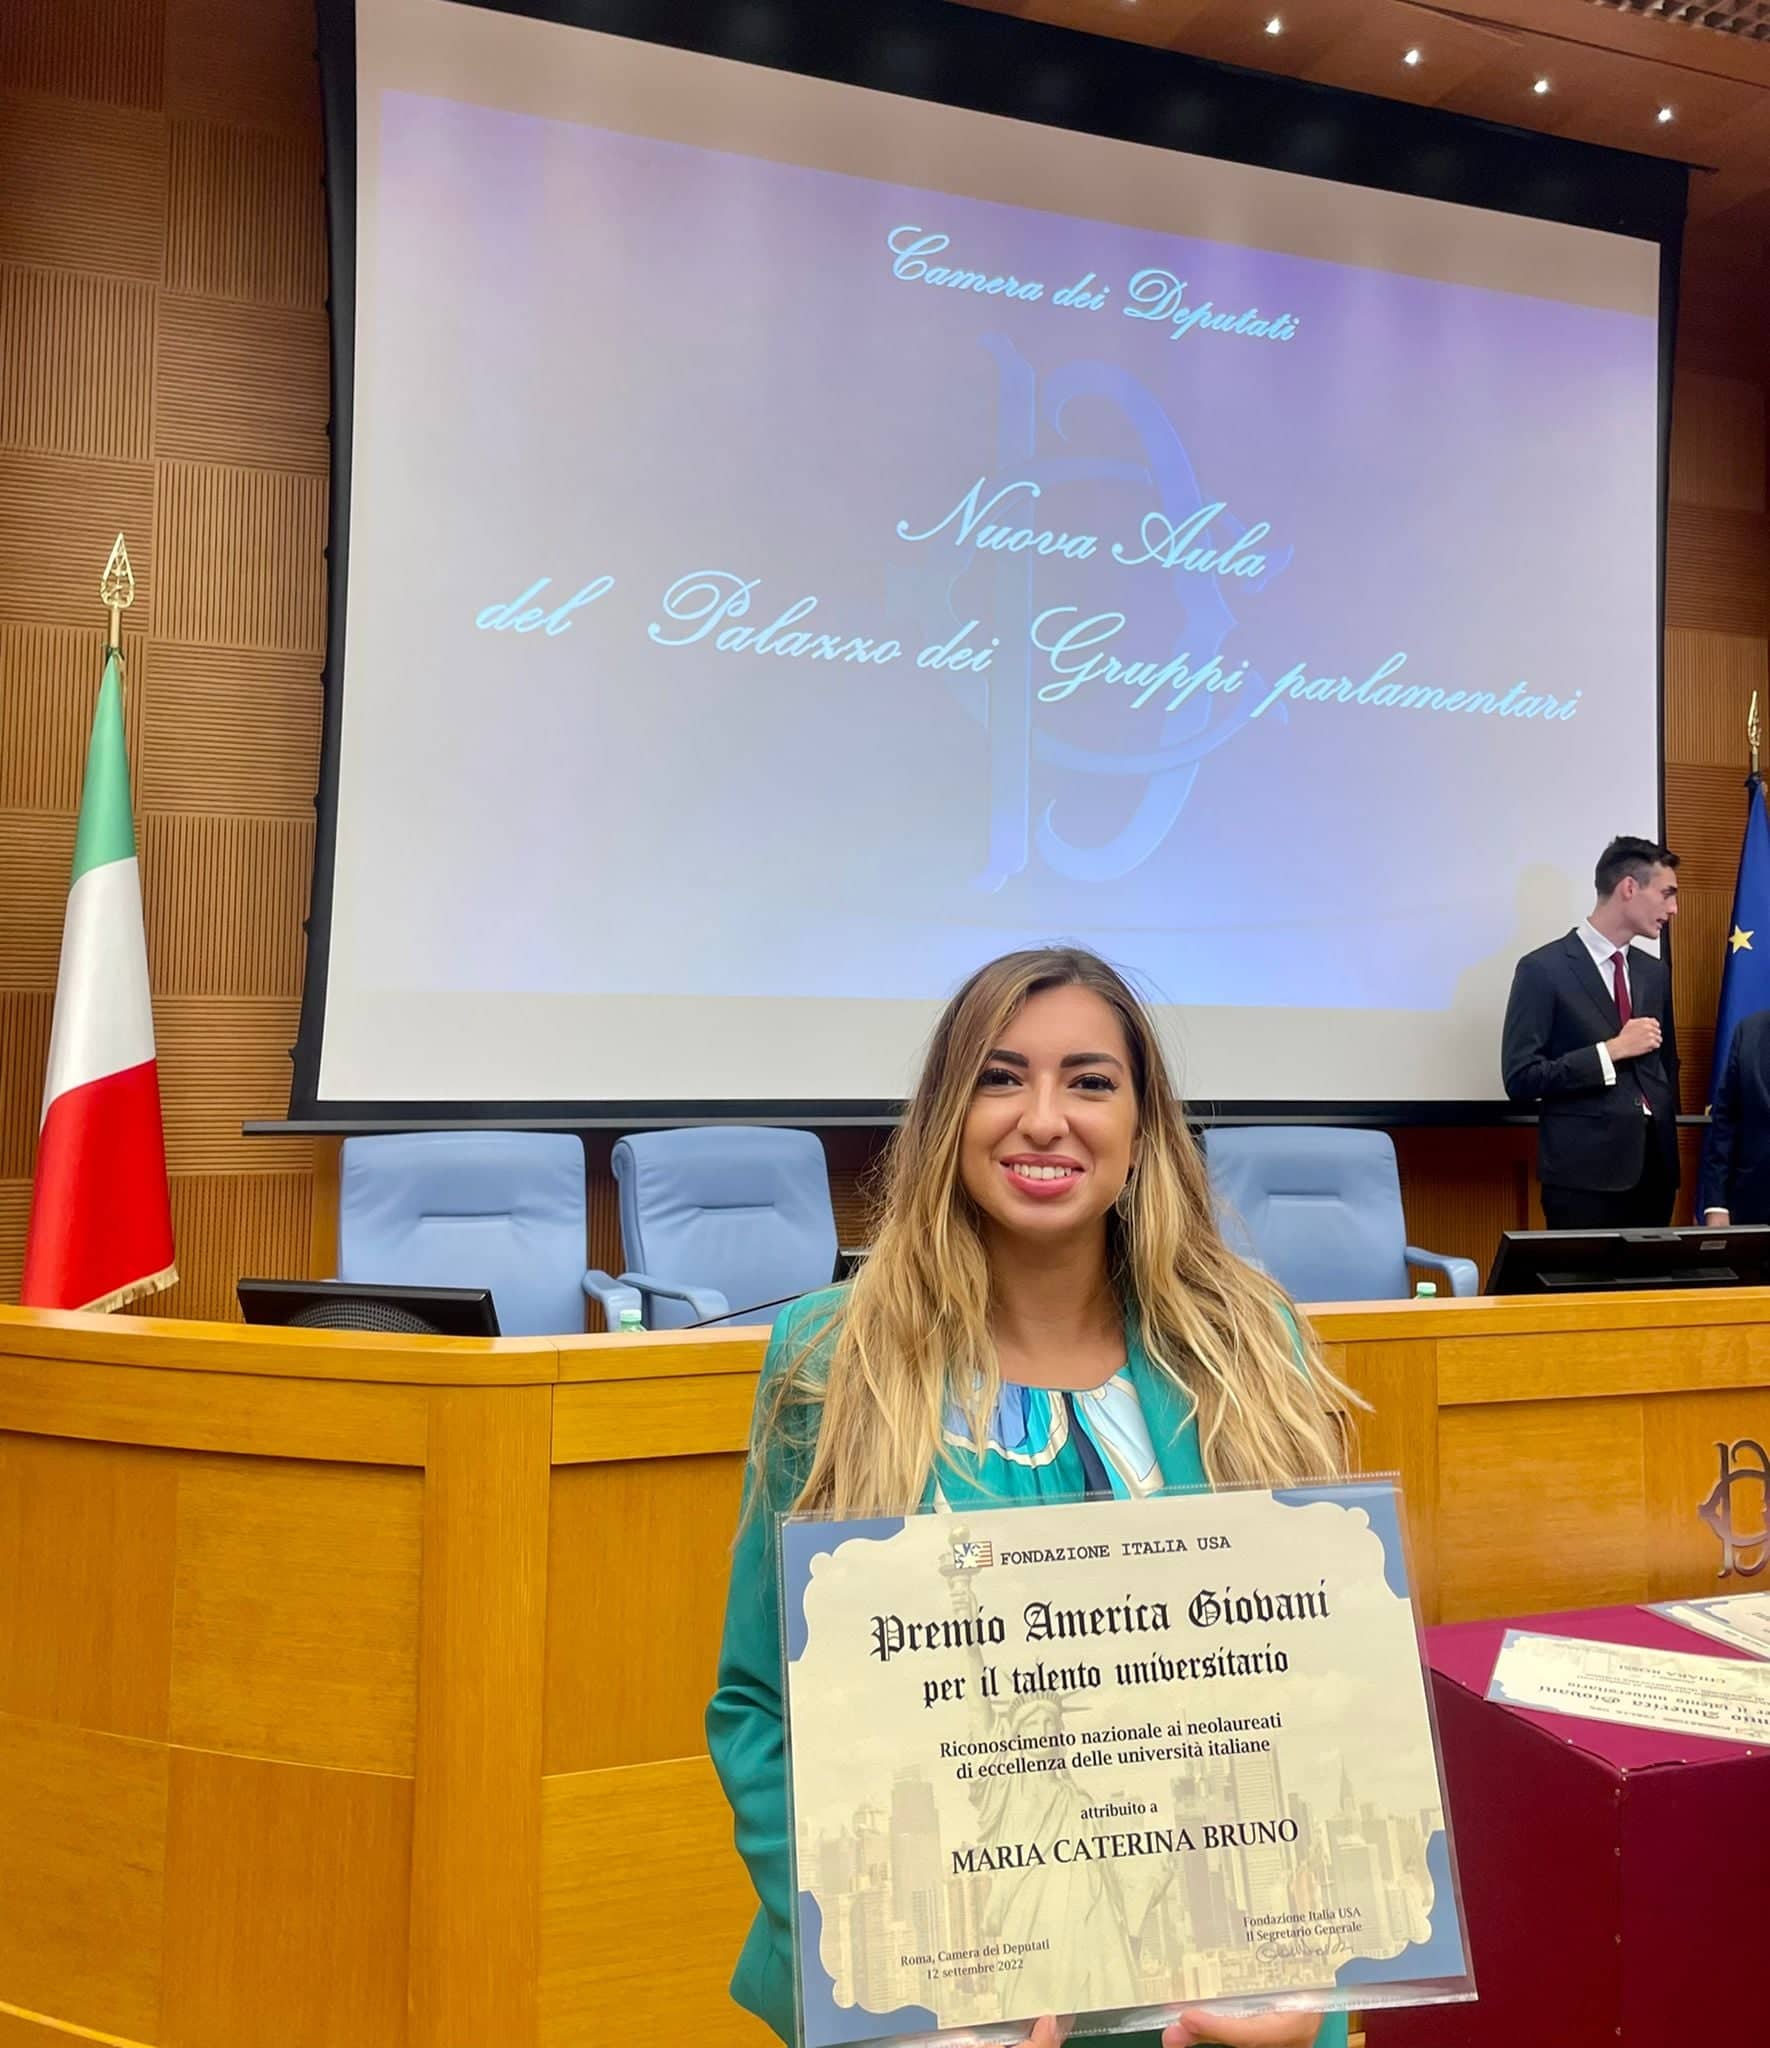 Camera dei Deputati
Nuova Aula
del Palazzo dei Gruppi parlamentari
FONDAZIONE ITALIA USA
Premio America Giovani
per il talento universitario
Riconoscimento nazionale ai neolaureati
di eccellenza delle università italiane
attribuito a
MARIA CATERINA BRUNO
Fondazione Italia USA
Il Segretario Generale
Roma, Camera dei Deputati
12 settembre 2022
CHIARA ROSSI